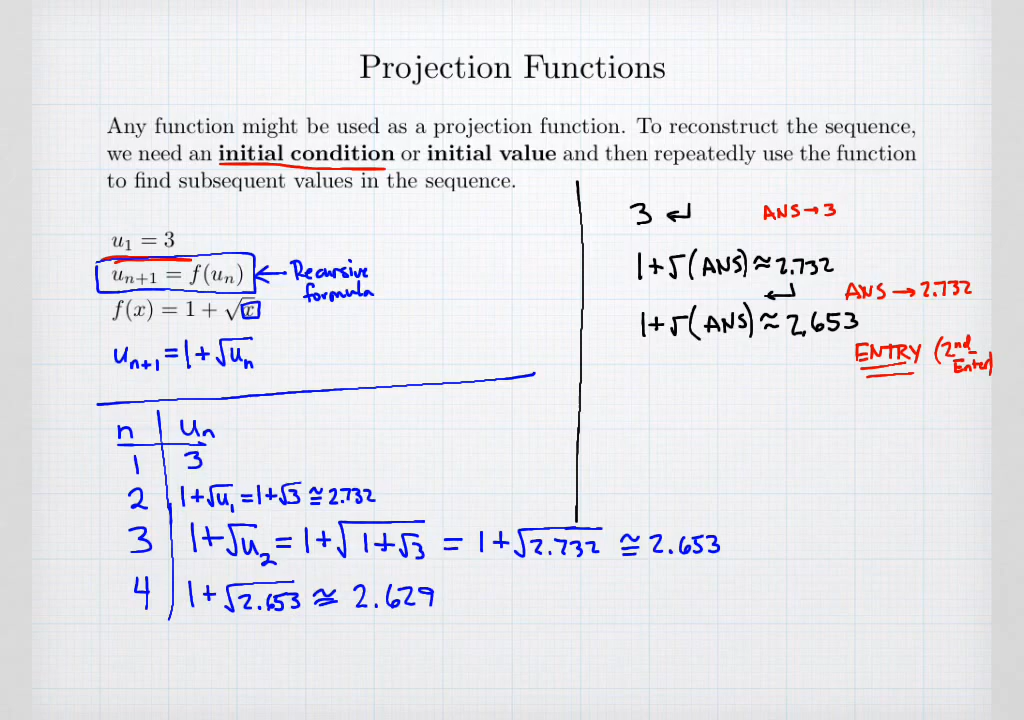 Projection Functions
Any function might be used as a projection function. To reconstruct the sequence,
we need an initial condition or initial value and then repeatedly use the function
to find subsequent values in the sequence.
u₁ = 3
uₙ₊₁ = f(uₙ)
← Recursive
formula
f(x) = 1 + √x
uₙ₊₁ = 1 + √uₙ
n uₙ
1 3
2 1+√u₁ = 1+√3 ≅ 2.732
3 1+√u₂ = 1+√(1+√3) = 1+√2.732 ≅ 2.653
4 1+√2.653 ≅ 2.629
3 ↵
ANS → 3
1+√(ANS) ≈ 2.732
↵
ANS → 2.732
1+√(ANS) ≈ 2.653
ENTRY (2nd
Enter)